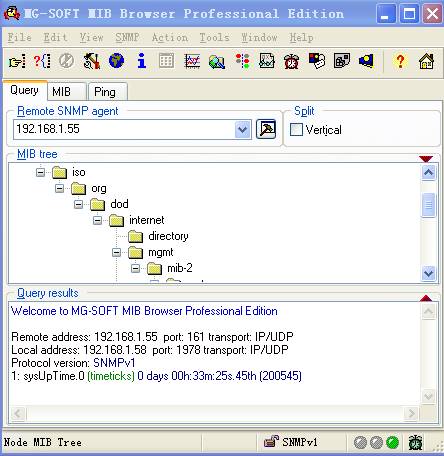 MG-SOFT MIB Browser Professional Edition
File Edit View SNMP Action Tools Window Help
Query MIB Ping
Remote SNMP agent
Split
192.168.1.55
Vertical
MIB tree
iso
org
dod
internet
directory
mgmt
mib-2
Query results
Welcome to MG-SOFT MIB Browser Professional Edition
Remote address: 192.168.1.55 port: 161 transport: IP/UDP
Local address: 192.168.1.58 port: 1978 transport: IP/UDP
Protocol version: SNMPv1
1: sysUpTime.0 (timeticks) 0 days 00h:33m:25s.45th (200545)
Node MIB Tree
SNMPv1